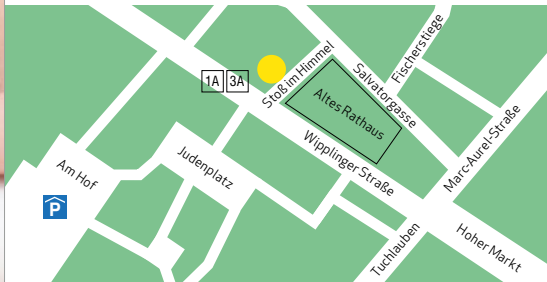 Fischerstiege
Stoß im Himmel
Salvatorgasse
1A 3A
Altes Rathaus
Marc-Aurel-Straße
Wipplinger Straße
Judenplatz
Am Hof
P
Tuchlauben
Hoher Markt